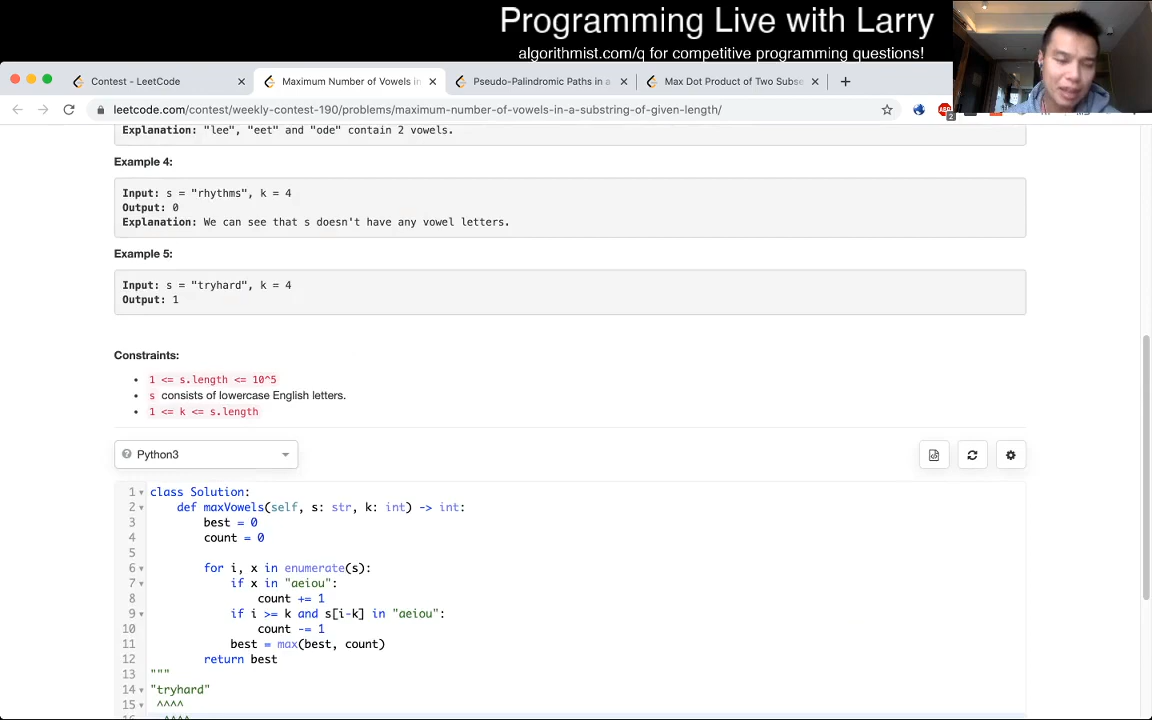 Programming Live with Larry
algorithmist.com/q for competitive programming questions!
Contest - LeetCode
Maximum Number of Vowels in
Pseudo-Palindromic Paths in a
Max Dot Product of Two Subse
leetcode.com/contest/weekly-contest-190/problems/maximum-number-of-vowels-in-a-substring-of-given-length/
Explanation: "lee", "eet" and "ode" contain 2 vowels.
Example 4:
Input: s = "rhythms", k = 4
Output: 0
Explanation: We can see that s doesn't have any vowel letters.
Example 5:
Input: s = "tryhard", k = 4
Output: 1
Constraints:
1 <= s.length <= 10^5
s consists of lowercase English letters.
1 <= k <= s.length
Python3
1 class Solution:
2 def maxVowels(self, s: str, k: int) -> int:
3 best = 0
4 count = 0
5
6 for i, x in enumerate(s):
7 if x in "aeiou":
8 count += 1
9 if i >= k and s[i-k] in "aeiou":
10 count -= 1
11 best = max(best, count)
12 return best
13 """
14 "tryhard"
15 ^^^^
16 ^^^^